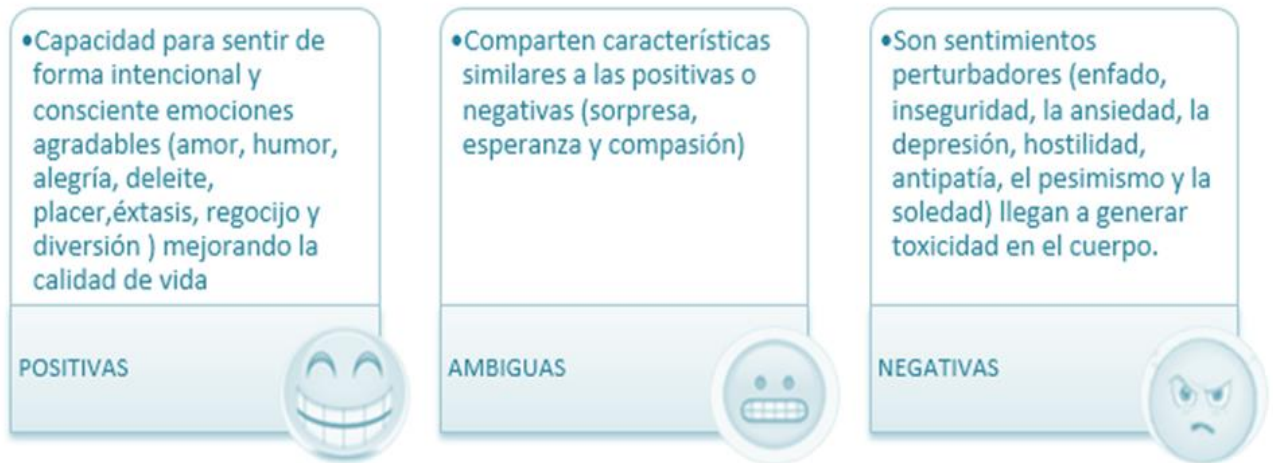 •Capacidad para sentir de
forma intencional y
consciente emociones
agradables (amor, humor,
alegría, deleite,
placer,éxtasis, regocijo y
diversión ) mejorando la
calidad de vida
POSITIVAS
•Comparten características
similares a las positivas o
negativas (sorpresa,
esperanza y compasión)
AMBIGUAS
•Son sentimientos
perturbadores (enfado,
inseguridad, la ansiedad, la
depresión, hostilidad,
antipatía, el pesimismo y la
soledad) llegan a generar
toxicidad en el cuerpo.
NEGATIVAS